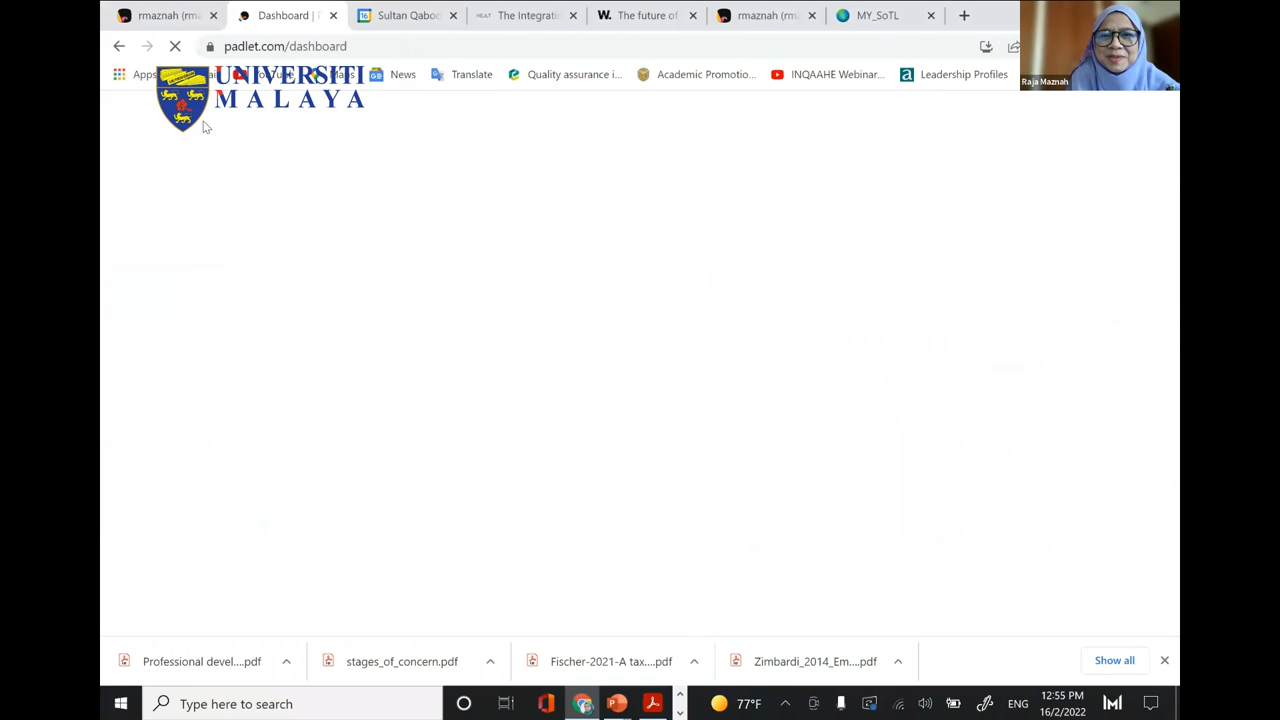 rmaznah (rma
Dashboard |
Sultan Qaboo
The Integrati
The future of
rmaznah (rm
MY_SoTL
padlet.com/dashboard
Apps
News
Translate
Quality assurance i...
Academic Promotio...
INQAAHE Webinar...
Leadership Profiles
UNIVERSITI
MALAYA
Raja Maznah
Professional devel....pdf
stages_of_concern.pdf
Fischer-2021-A tax....pdf
Zimbardi_2014_Em....pdf
Show all
Type here to search
77°F
ENG
12:55 PM
16/2/2022